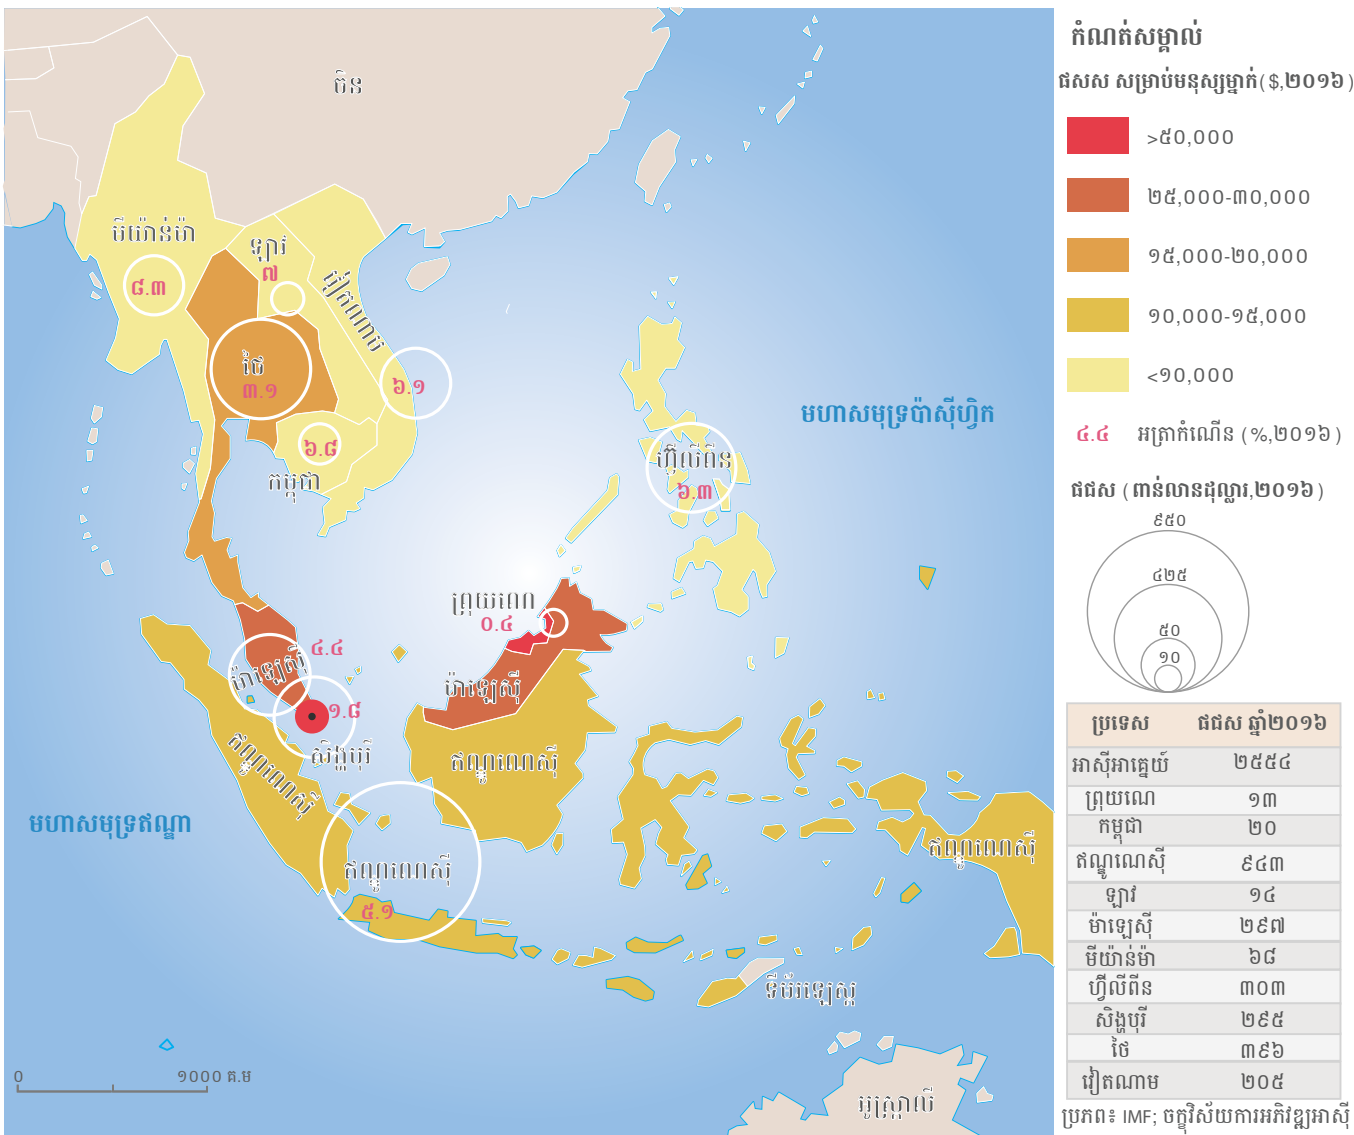 ចិន
មីយ៉ាន់ម៉ា
៨.៣
ឡាវ
៧
វៀតណាម
៦.១
ថៃ
៣.១
៦.៨
កម្ពុជា
ហ្វីលីពីន
៦.៣
មហាសមុទ្រប៉ាស៊ីហ្វិក
ព្រុយណេ
០.៤
ម៉ាឡេស៊ី
៤.៤
ម៉ាឡេស៊ី
១.៨
សិង្ហបុរី
ឥណ្ឌូណេស៊ី
ឥណ្ឌូណេស៊ី
ឥណ្ឌូណេស៊ី
៥.១
ឥណ្ឌូណេស៊ី
មហាសមុទ្រឥណ្ឌា
ទីម័រឡេស្ត
អូស្ត្រាលី
0 ១០០០ គ.ម
កំណត់សម្គាល់
ផសស សម្រាប់មនុស្សម្នាក់($,២០១៦)
>៥០,០០០
២៥,០០០-៣០,០០០
១៥,០០០-២០,០០០
១០,០០០-១៥,០០០
<១០,០០០
៤.៤ អត្រាកំណើន (%,២០១៦)
ផជស (ពាន់លានដុល្លារ,២០១៦)
៩៥០
៤២៥
៥០
១០
ប្រទេស ផជស ឆ្នាំ២០១៦
អាស៊ីអាគ្នេយ៍ ២៥៥៤
ព្រុយណេ ១៣
កម្ពុជា ២០
ឥណ្ឌូណេស៊ី ៩៤៣
ឡាវ ១៤
ម៉ាឡេស៊ី ២៩៧
មីយ៉ាន់ម៉ា ៦៨
ហ្វីលីពីន ៣០៣
សិង្ហបុរី ២៩៥
ថៃ ៣៩៦
វៀតណាម ២០៥
ប្រភព៖ IMF; ចក្ខុវិស័យការអភិវឌ្ឍអាស៊ី